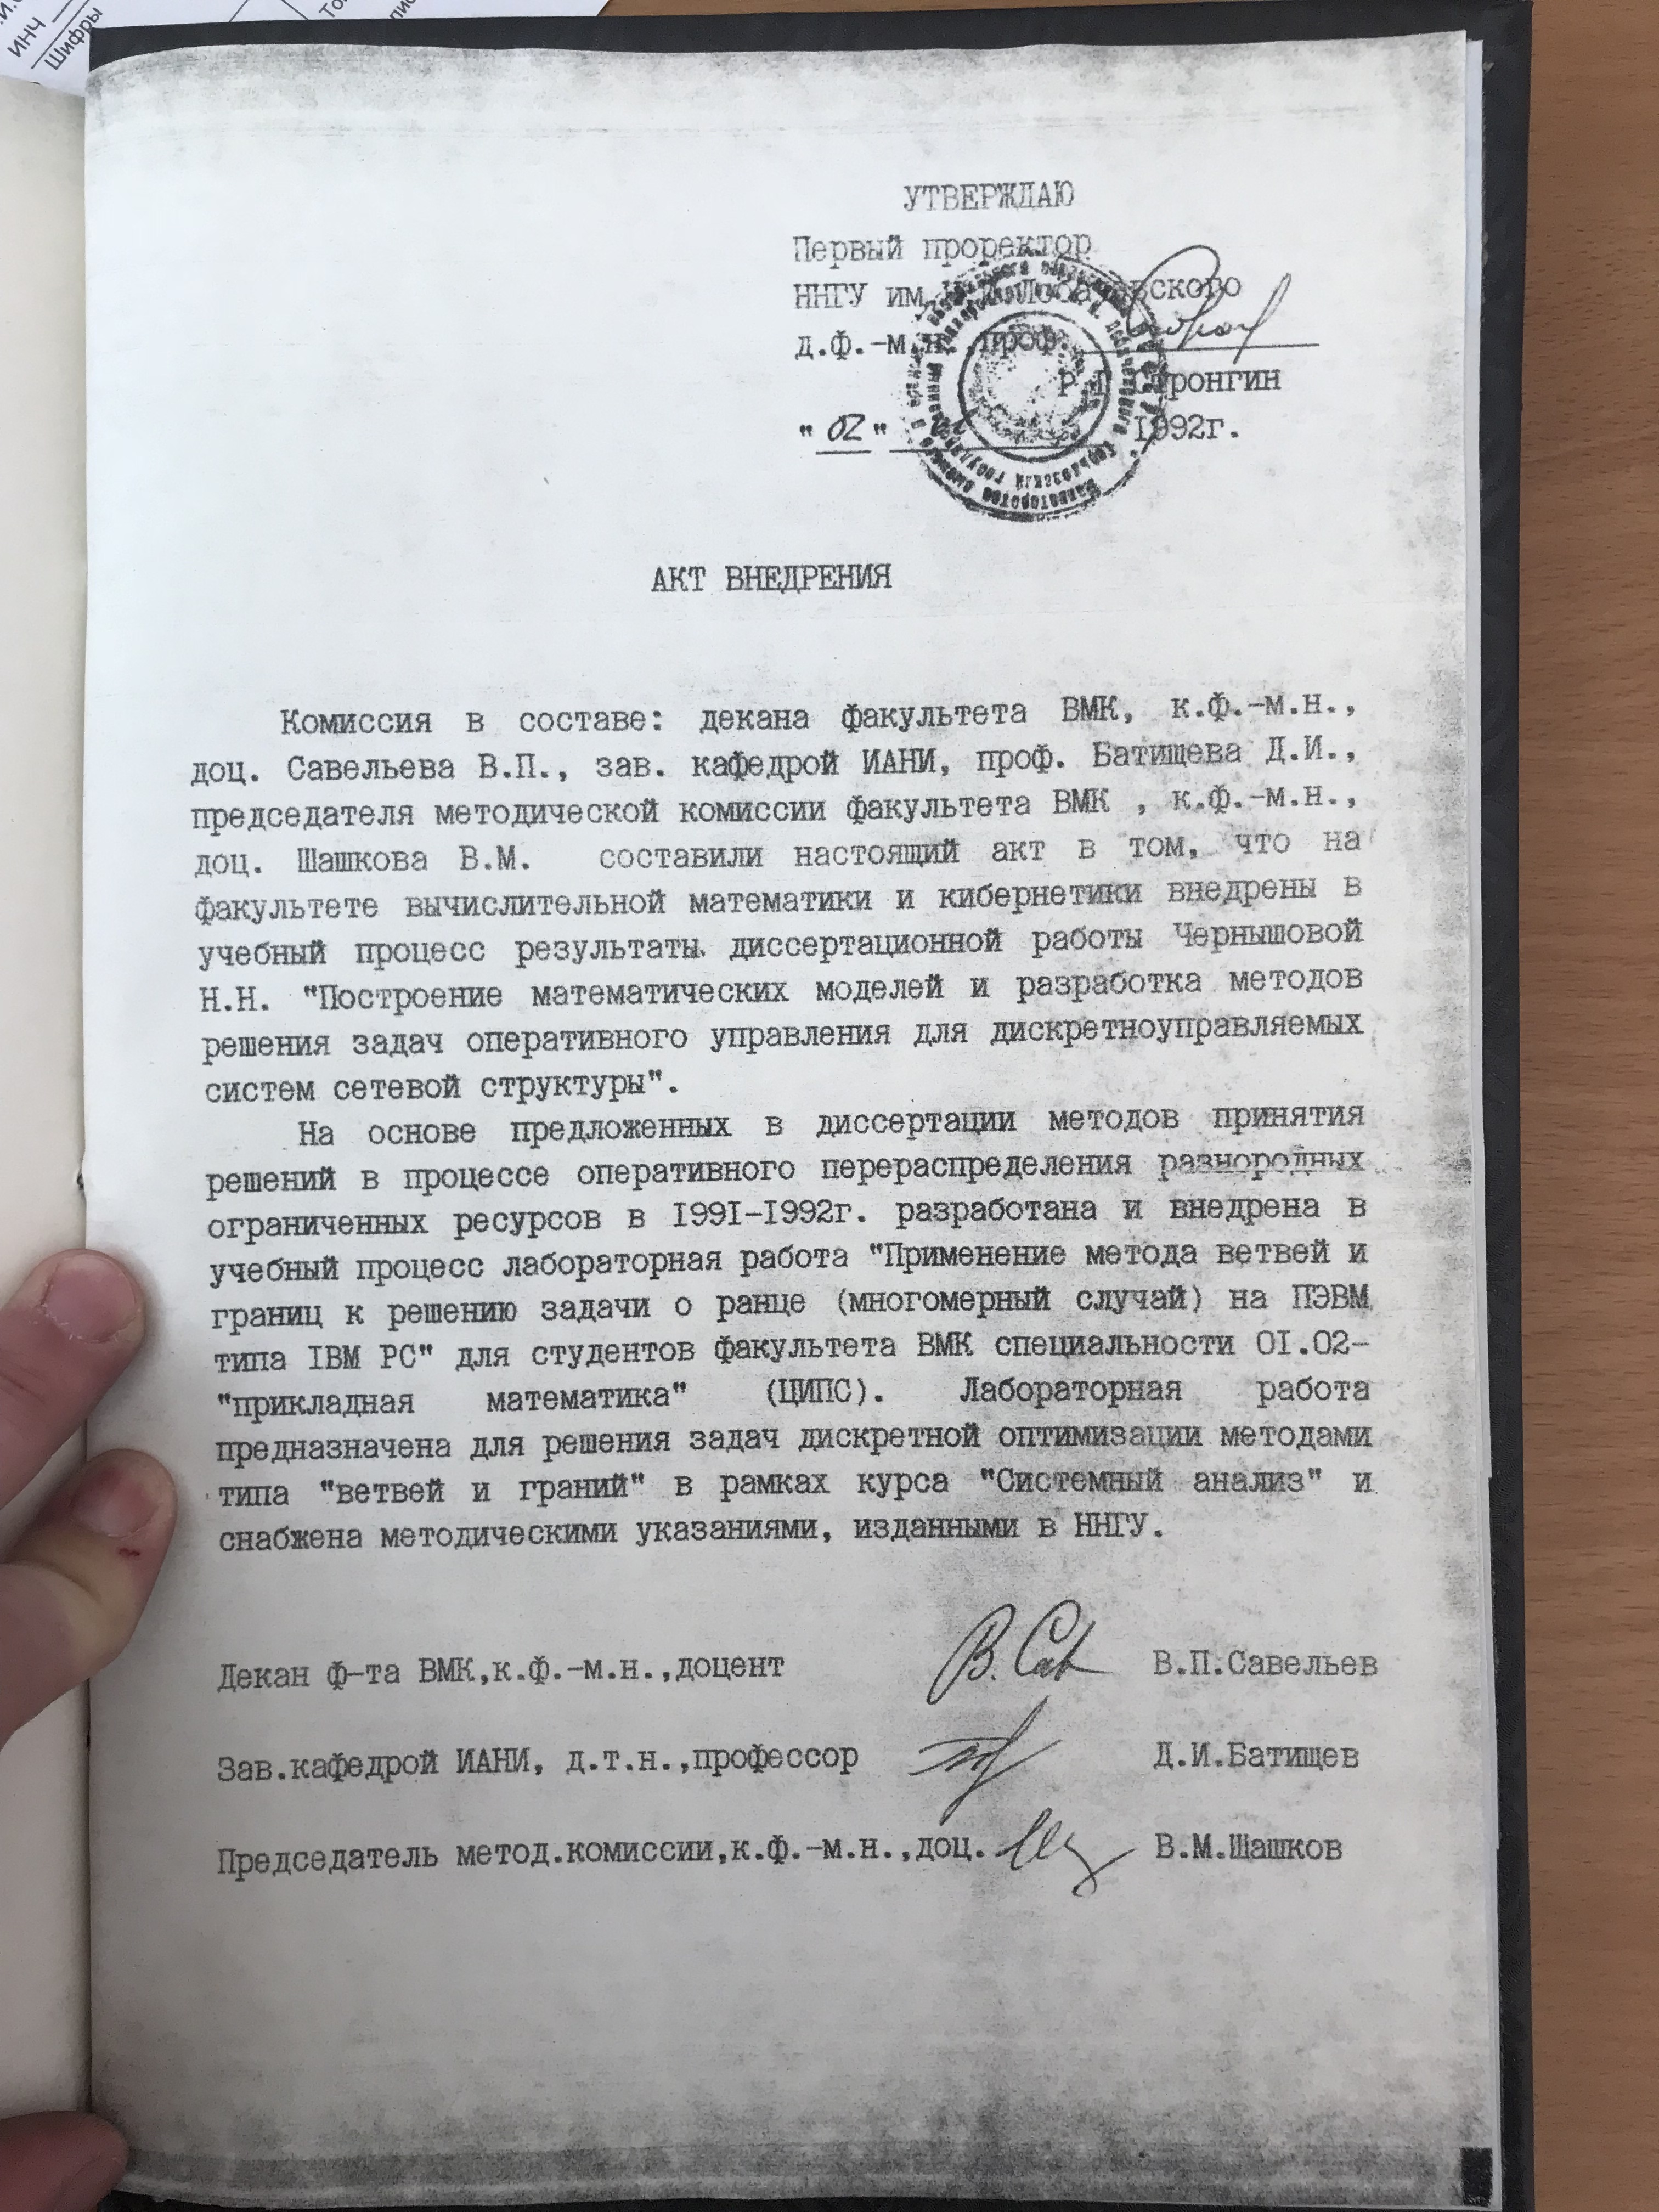 ИНЧ
Шифры
УТВЕРЖДАЮ
Первый проректор
ННГУ им. Н.И.Лобачевского
д.ф.-м.н., проф.
Р.Г.Стронгин
"02" 1992г.
АКТ ВНЕДРЕНИЯ
Комиссия в составе: декана факультета ВМК, к.ф.-м.н.,
доц. Савельева В.П., зав. кафедрой ИАНИ, проф. Батищева Д.И.,
председателя методической комиссии факультета ВМК , к.ф.-м.н.,
доц. Шашкова В.М. составили настоящий акт в том, что на
факультете вычислительной математики и кибернетики внедрены в
учебный процесс результаты диссертационной работы Чернышовой
Н.Н. "Построение математических моделей и разработка методов
решения задач оперативного управления для дискретноуправляемых
систем сетевой структуры".
На основе предложенных в диссертации методов принятия
решений в процессе оперативного перераспределения разнородных
ограниченных ресурсов в 1991-1992г. разработана и внедрена в
учебный процесс лабораторная работа "Применение метода ветвей и
границ к решению задачи о ранце (многомерный случай) на ПЭВМ
типа IBM PC" для студентов факультета ВМК специальности 01.02-
"прикладная математика" (ЦИПС). Лабораторная работа
предназначена для решения задач дискретной оптимизации методами
типа "ветвей и граний" в рамках курса "Системный анализ" и
снабжена методическими указаниями, изданными в ННГУ.
Декан ф-та ВМК,к.ф.-м.н.,доцент В. Сав В.П.Савельев
Зав.кафедрой ИАНИ, д.т.н.,профессор Д.И.Батищев
Председатель метод.комиссии,к.ф.-м.н.,доц. В.М.Шашков